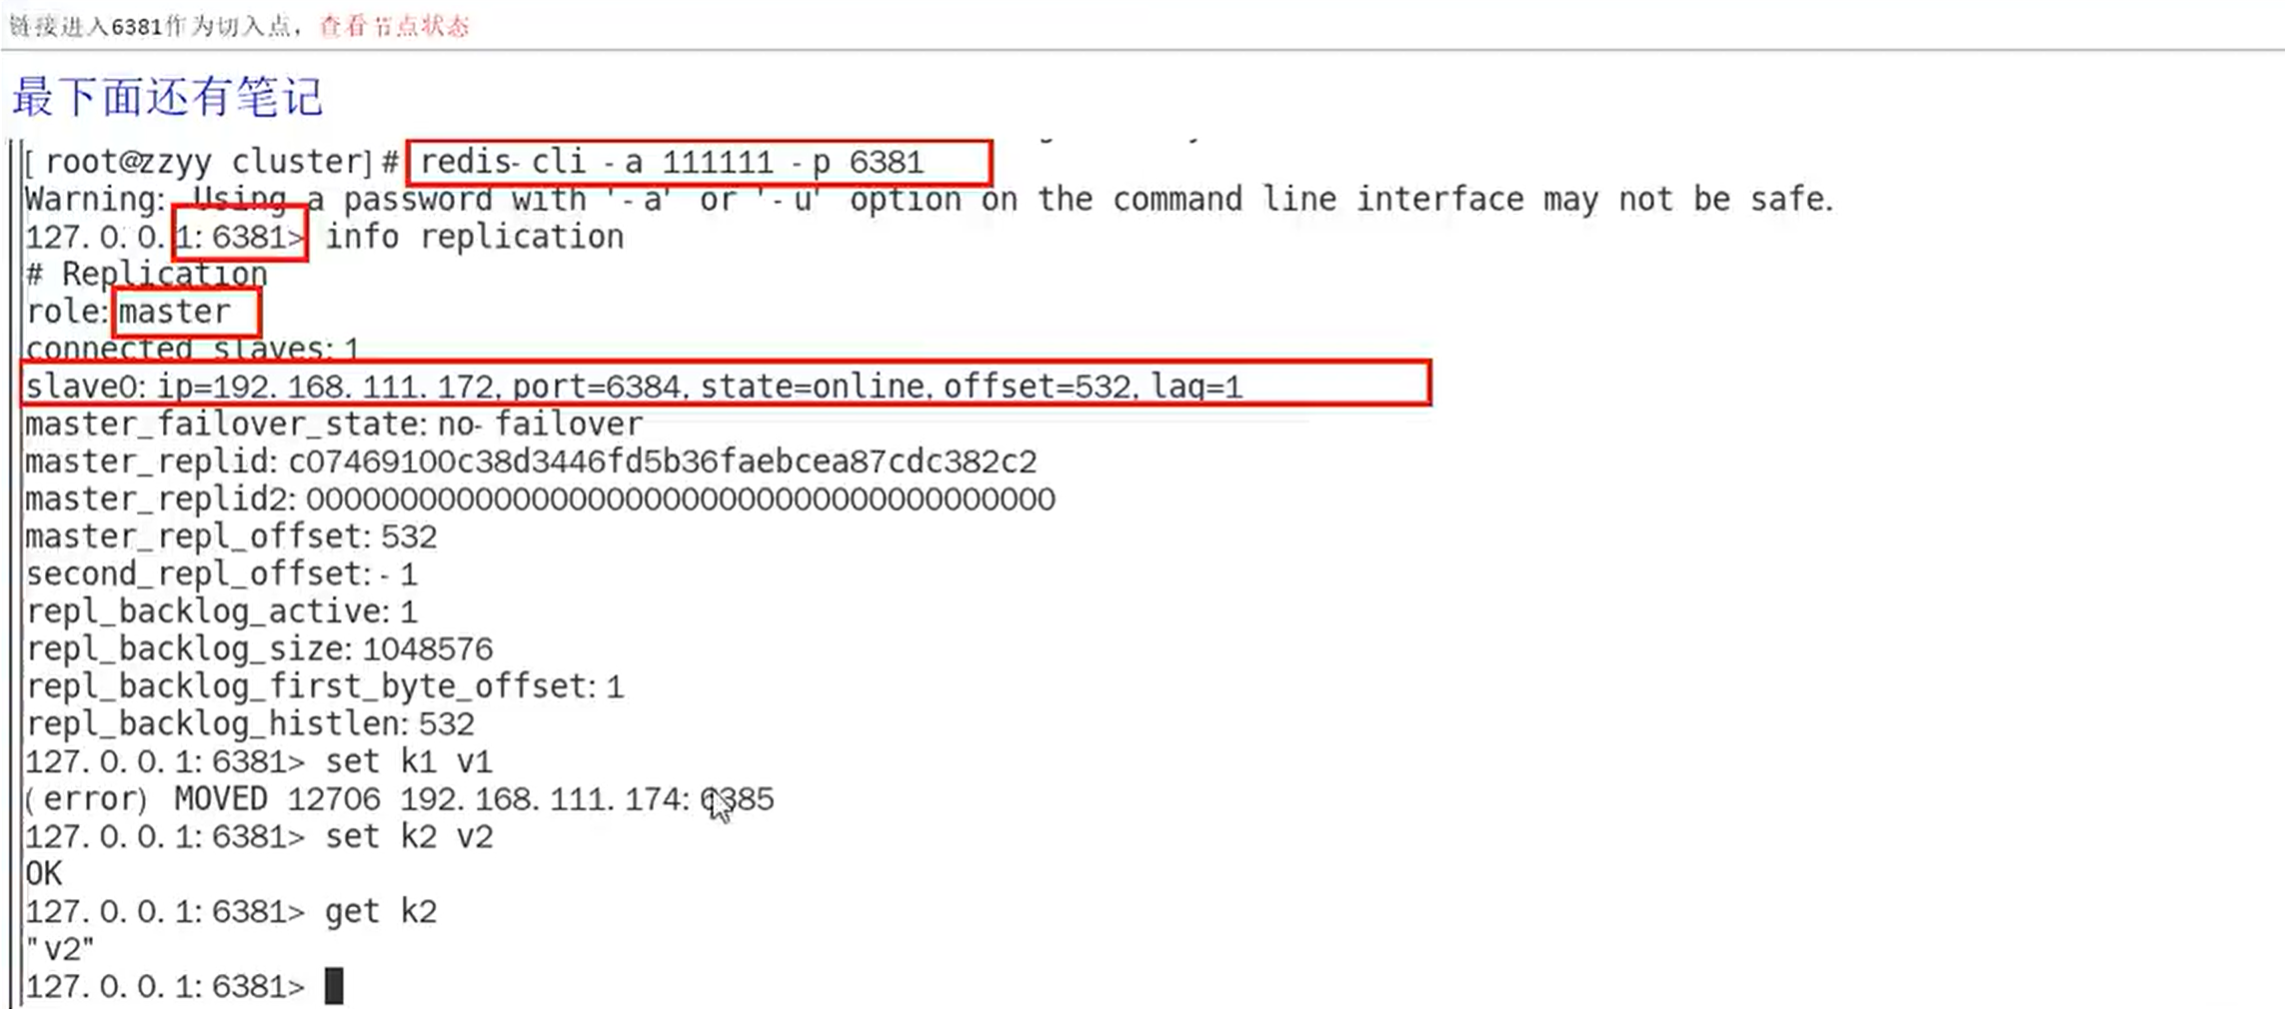 链接进入6381作为切入点，查看节点状态
最下面还有笔记
[root@zzyy cluster]# redis-cli -a 111111 -p 6381
Warning: Using a password with '-a' or '-u' option on the command line interface may not be safe.
127.0.0.1:6381> info replication
# Replication
role:master
connected_slaves:1
slave0:ip=192.168.111.172,port=6384,state=online,offset=532,lag=1
master_failover_state:no-failover
master_replid:c07469100c38d3446fd5b36faebcea87cdc382c2
master_replid2:0000000000000000000000000000000000000000
master_repl_offset:532
second_repl_offset:-1
repl_backlog_active:1
repl_backlog_size:1048576
repl_backlog_first_byte_offset:1
repl_backlog_histlen:532
127.0.0.1:6381> set k1 v1
(error) MOVED 12706 192.168.111.174:6385
127.0.0.1:6381> set k2 v2
OK
127.0.0.1:6381> get k2
"v2"
127.0.0.1:6381>